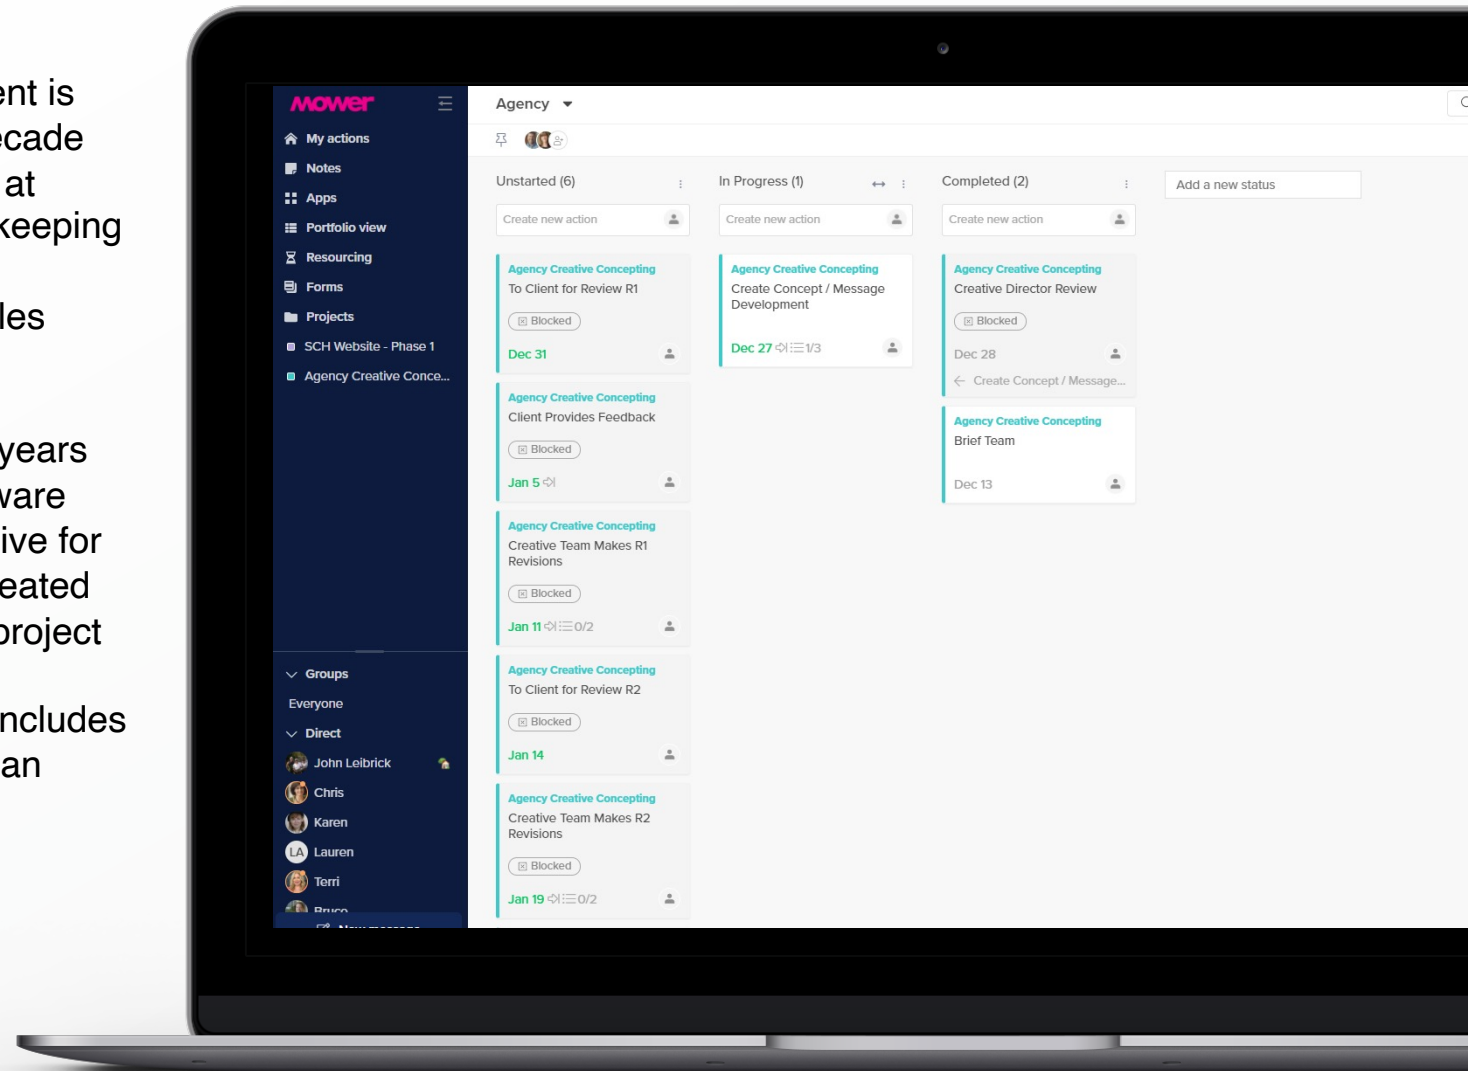 ent is
ecade
at
keeping
les
years
ware
ive for
eated
project
ncludes
an
mower
My actions
Notes
Apps
Portfolio view
Resourcing
Forms
Projects
SCH Website - Phase 1
Agency Creative Conce...
Groups
Everyone
Direct
John Leibrick
Chris
Karen
LA Lauren
Terri
Bruce
New message
Agency
Unstarted (6)
Create new action
Agency Creative Concepting
To Client for Review R1
Blocked
Dec 31
Agency Creative Concepting
Client Provides Feedback
Blocked
Jan 5
Agency Creative Concepting
Creative Team Makes R1
Revisions
Blocked
Jan 11 0/2
Agency Creative Concepting
To Client for Review R2
Blocked
Jan 14
Agency Creative Concepting
Creative Team Makes R2
Revisions
Blocked
Jan 19 0/2
In Progress (1)
Create new action
Agency Creative Concepting
Create Concept / Message
Development
Dec 27 1/3
Completed (2)
Create new action
Agency Creative Concepting
Creative Director Review
Blocked
Dec 28
Create Concept / Message...
Agency Creative Concepting
Brief Team
Dec 13
Add a new status